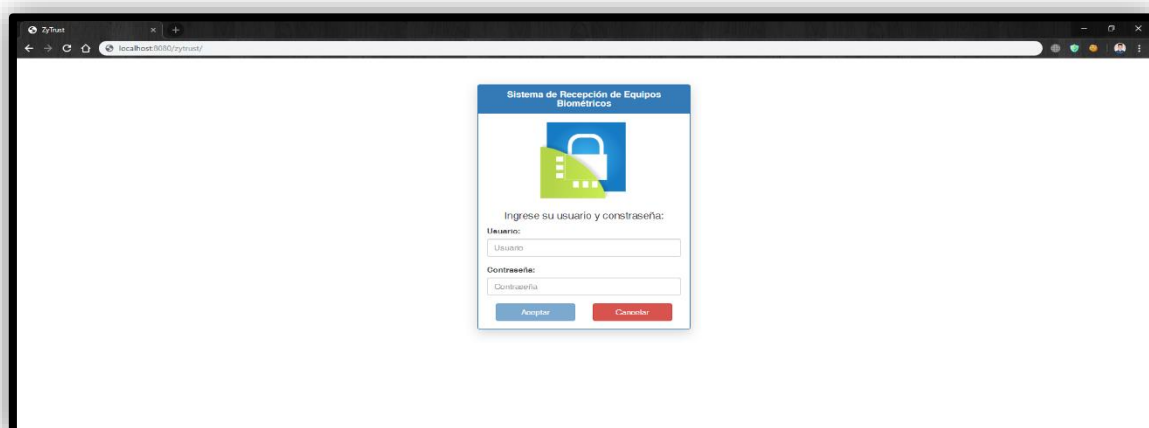 ZyTrust
localhost:8080/zytrust/
Sistema de Recepción de Equipos
Biométricos
Ingrese su usuario y constraseña:
Usuario:
Usuario
Contraseña:
Contraseña
Aceptar Cancelar